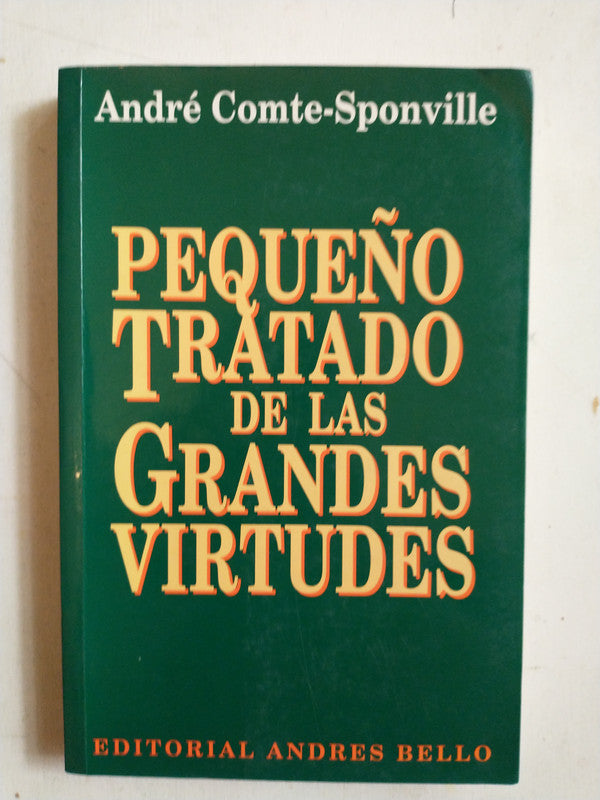 André Comte-Sponville
PEQUEÑO
TRATADO
DE LAS
GRANDES
VIRTUDES
EDITORIAL ANDRES BELLO